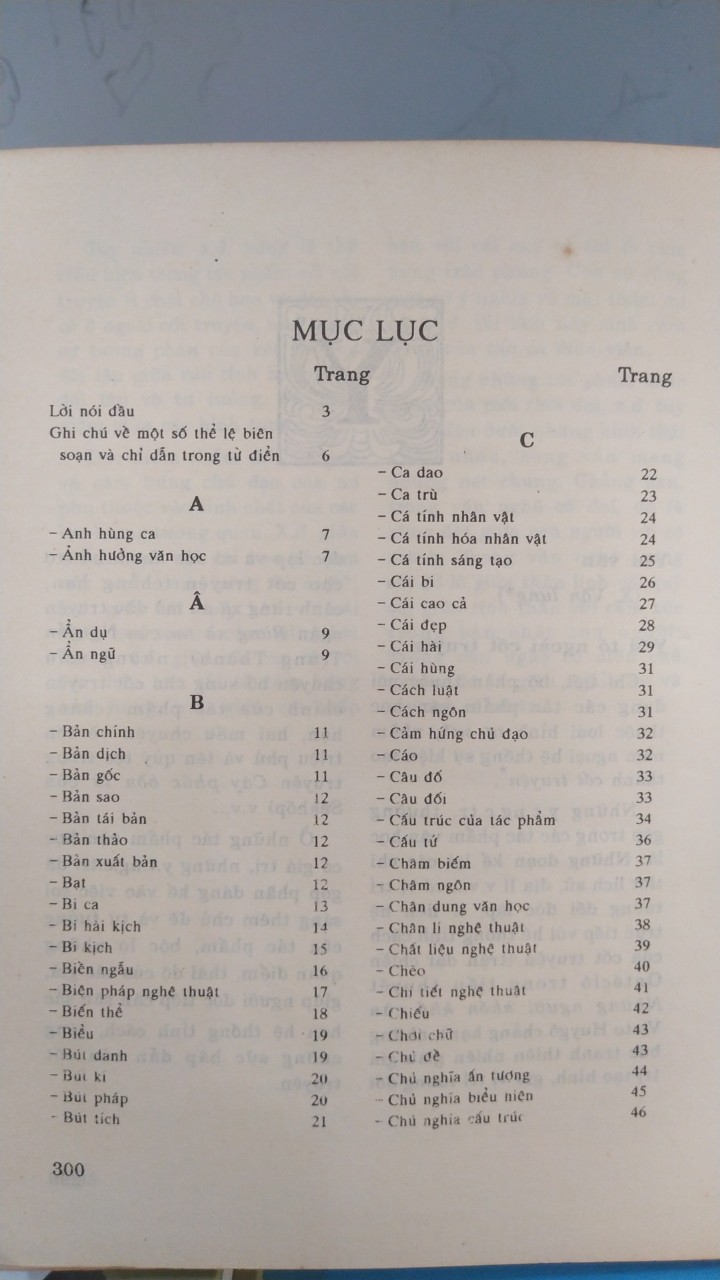 MỤC LỤC
Trang
Lời nói đầu 3
Ghi chú về một số thể lệ biên
soạn và chỉ dẫn trong từ điển 6
A
- Anh hùng ca 7
- Ảnh hưởng văn học 7
Â
- Ẩn dụ 9
- Ẩn ngữ 9
B
- Bản chính 11
- Bản dịch 11
- Bản gốc 11
- Bản sao 12
- Bản tái bản 12
- Bản thảo 12
- Bản xuất bản 12
- Bạt 12
- Bi ca 13
- Bi hài kịch 14
- Bi kịch 15
- Biền ngẫu 16
- Biện pháp nghệ thuật 17
- Biến thể 18
- Biểu 19
- Bút danh 19
- Bút kí 20
- Bút pháp 20
- Bút tích 21
Trang
C
- Ca dao 22
- Ca trù 23
- Cá tính nhân vật 24
- Cá tính hóa nhân vật 24
- Cá tính sáng tạo 25
- Cái bi 26
- Cái cao cả 27
- Cái đẹp 28
- Cái hài 29
- Cái hùng 31
- Cách luật 31
- Cách ngôn 31
- Cảm hứng chủ đạo 32
- Cáo 32
- Câu đố 33
- Câu đối 33
- Cấu trúc của tác phẩm 34
- Cấu tứ 36
- Châm biếm 37
- Châm ngôn 37
- Chân dung văn học 37
- Chân lí nghệ thuật 38
- Chất liệu nghệ thuật 39
- Chèo 40
- Chi tiết nghệ thuật 41
- Chiếu 42
- Chơi chữ 43
- Chủ đề 43
- Chủ nghĩa ấn tượng 44
- Chủ nghĩa biểu hiện 45
- Chủ nghĩa cấu trúc 46
300